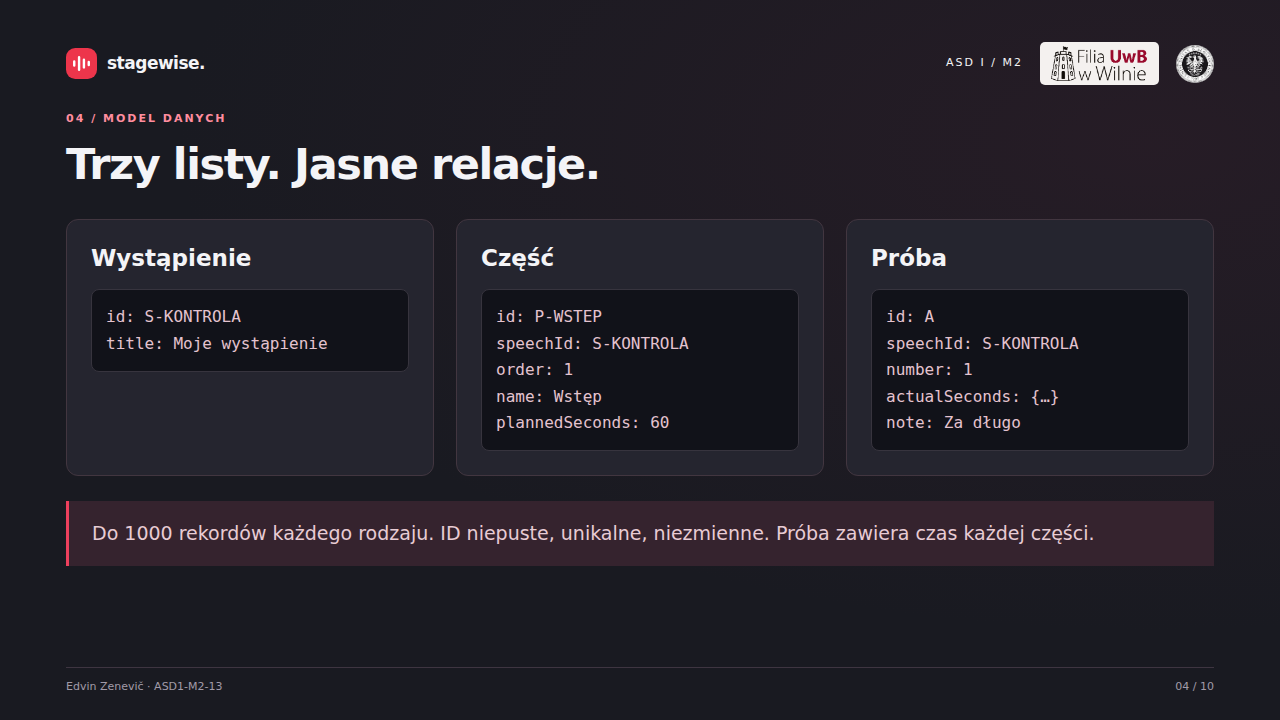 stagewise.
ASD I / M2
Filia UwB
w Wilnie
04 / MODEL DANYCH
Trzy listy. Jasne relacje.
Wystąpienie
id: S-KONTROLA
title: Moje wystąpienie
Część
id: P-WSTEP
speechId: S-KONTROLA
order: 1
name: Wstęp
plannedSeconds: 60
Próba
id: A
speechId: S-KONTROLA
number: 1
actualSeconds: {…}
note: Za długo
Do 1000 rekordów każdego rodzaju. ID niepuste, unikalne, niezmienne. Próba zawiera czas każdej części.
Edvin Zenevič · ASD1-M2-13
04 / 10